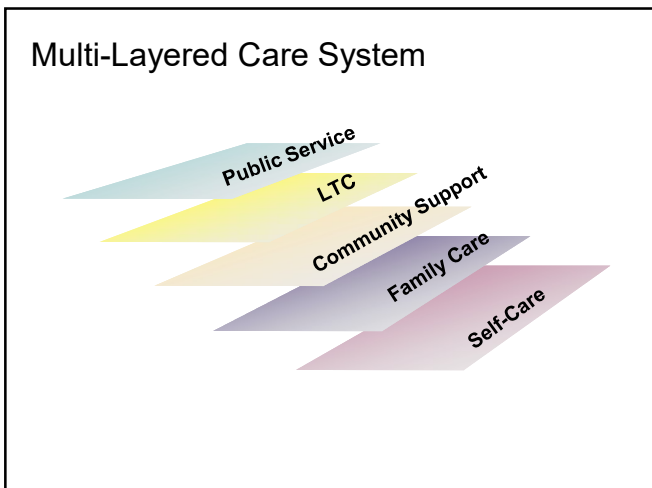 Multi-Layered Care System
Public Service
LTC
Community Support
Family Care
Self-Care